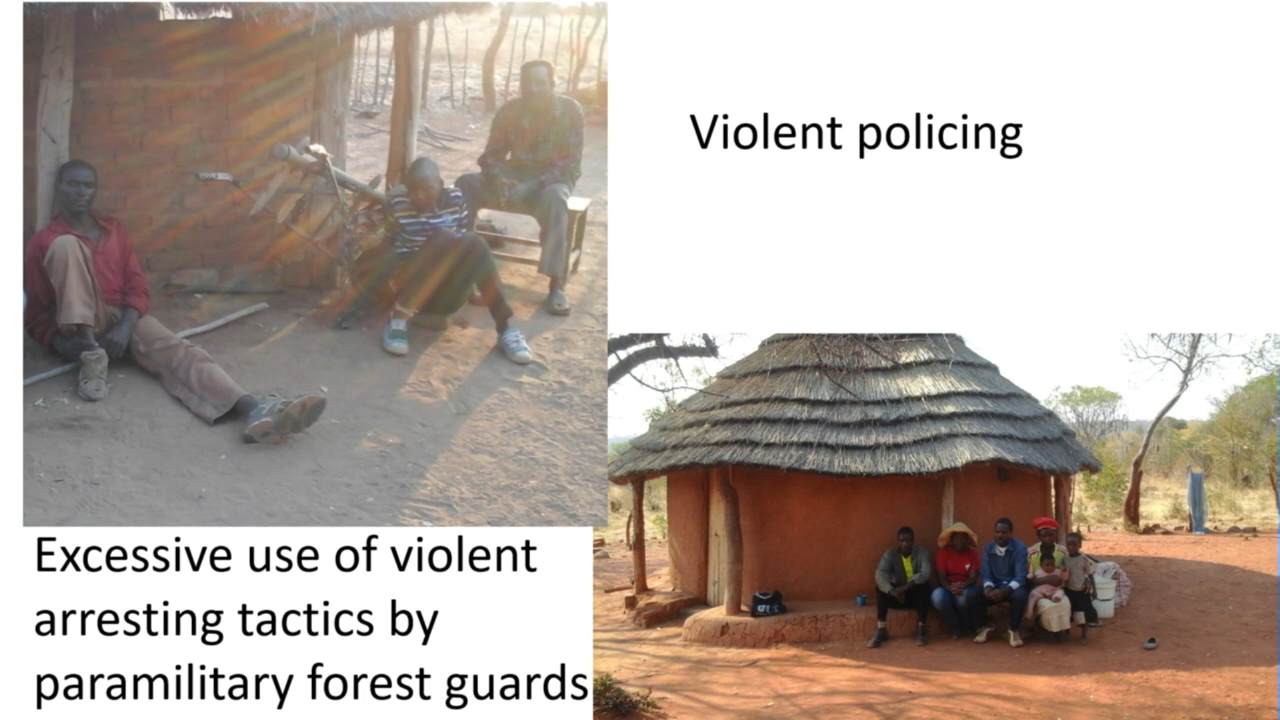 Violent policing
Excessive use of violent
arresting tactics by
paramilitary forest guards